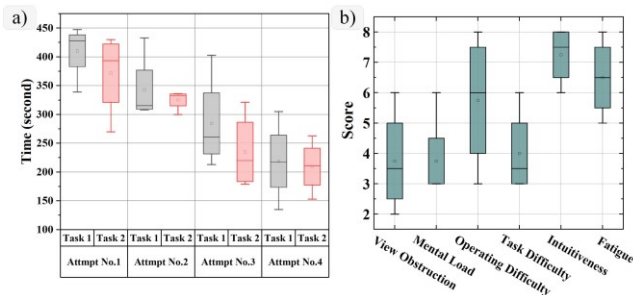 a)
Time (second)
450
400
350
300
250
200
150
100
Task 1 Task 2 Task 1 Task 2 Task 1 Task 2 Task 1 Task 2
Attmpt No.1 Attmpt No.2 Attmpt No.3 Attmpt No.4
b)
Score
8
7
6
5
4
3
2
View Obstruction
Mental Load
Operating Difficulty
Task Difficulty
Intuitiveness
Fatigue